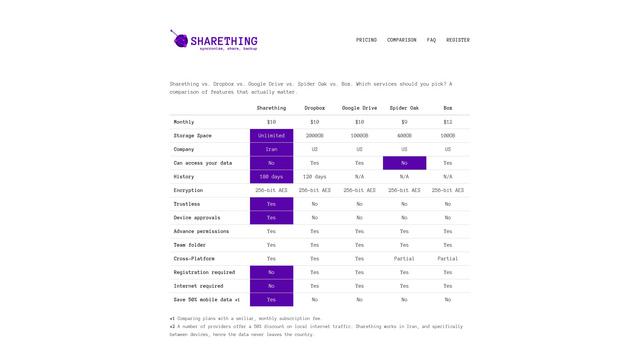 SHARETHING
syncronise, share, backup
PRICING COMPARISON FAQ REGISTER
Sharething vs. Dropbox vs. Google Drive vs. Spider Oak vs. Box. Which services should you pick? A
comparison of features that actually matter.
Sharething Dropbox Google Drive Spider Oak Box
Monthly $10 $10 $10 $9 $12
Storage Space Unlimited 2000GB 1000GB 400GB 100GB
Company Iran US US US US
Can access your data No Yes Yes No Yes
History 180 days 120 days N/A N/A N/A
Encryption 256-bit AES 256-bit AES 256-bit AES 256-bit AES 256-bit AES
Trustless Yes No No No No
Device approvals Yes No No No No
Advance permissions Yes Yes Yes Yes Yes
Team folder Yes Yes Yes Yes Yes
Cross-Platform Yes Yes Yes Partial Partial
Registration required No Yes Yes Yes Yes
Internet required No Yes Yes Yes Yes
Save 50% mobile data *1 Yes No No No No
*1 Comparing plans with a smiliar, monthly subscription fee.
*2 A number of providers offer a 50% discount on local internet traffic. Sharething works in Iran, and specifically
between devices, hence the data never leaves the country.